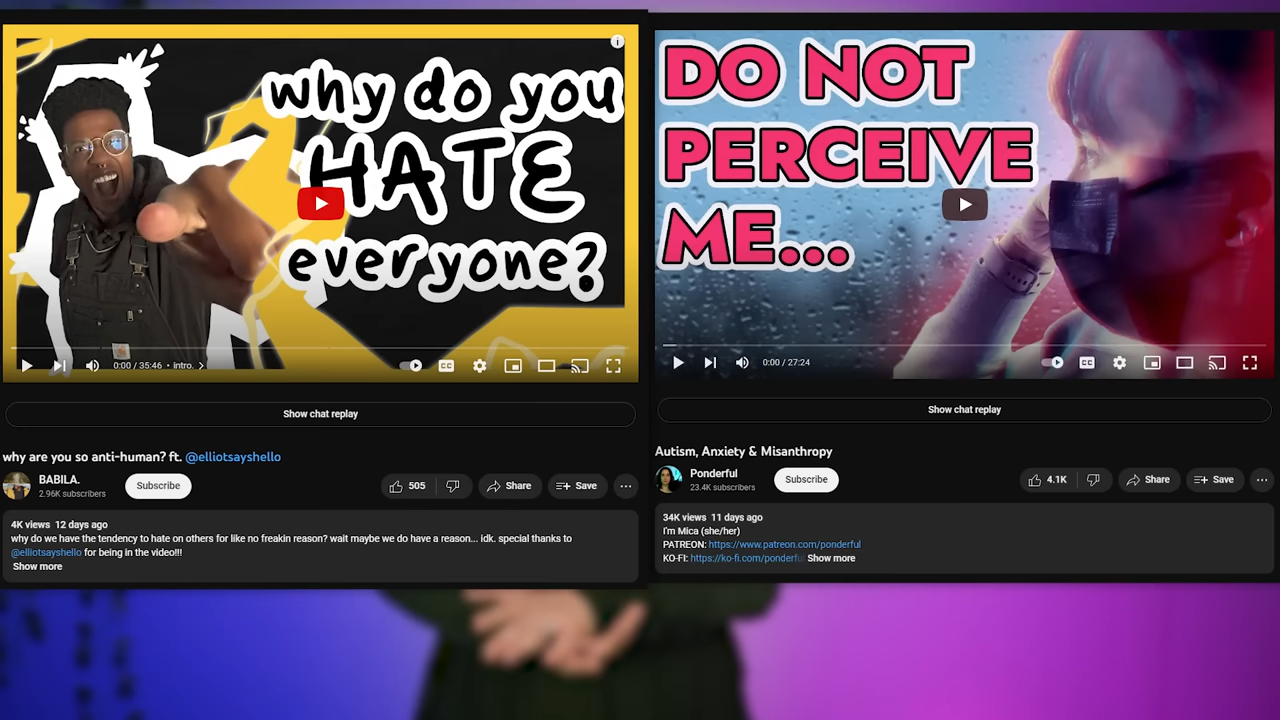 why do you
HATE
everyone?
0:00 / 35:46 • intro.
CC
Show chat replay
why are you so anti-human? ft. @elliotsayshello
BABILA.
2.96K subscribers
Subscribe
505
Share
Save
4K views 12 days ago
why do we have the tendency to hate on others for like no freakin reason? wait maybe we do have a reason... idk. special thanks to
@elliotsayshello for being in the video!!!
Show more
DO NOT
PERCEIVE
ME...
0:00 / 27:24
CC
Show chat replay
Autism, Anxiety & Misanthropy
Ponderful
23.4K subscribers
Subscribe
4.1K
Share
Save
34K views 11 days ago
I'm Mica (she/her)
PATREON: https://www.patreon.com/ponderful
KO-FI: https://ko-fi.com/ponderfu Show more